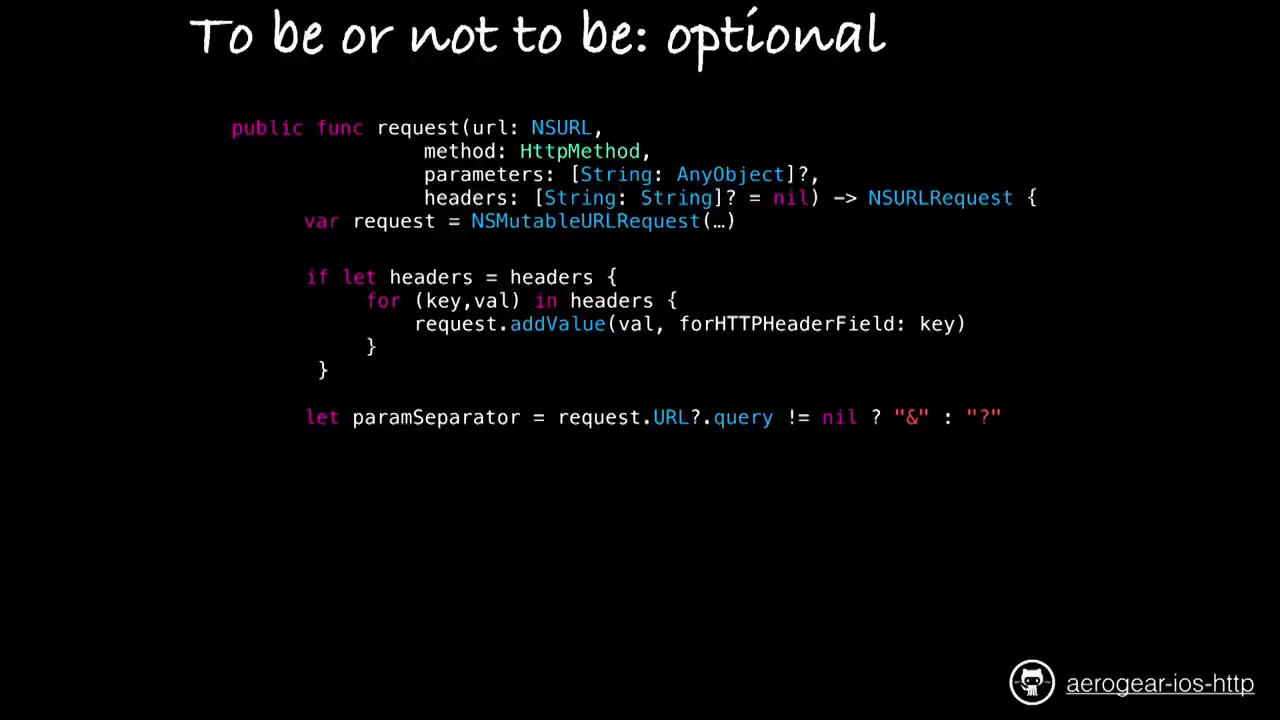 To be or not to be: optional
public func request(url: NSURL,
method: HttpMethod,
parameters: [String: AnyObject]?,
headers: [String: String]? = nil) -> NSURLRequest {
var request = NSMutableURLRequest(…)
if let headers = headers {
for (key,val) in headers {
request.addValue(val, forHTTPHeaderField: key)
}
}
let paramSeparator = request.URL?.query != nil ? "&" : "?"
aerogear-ios-http